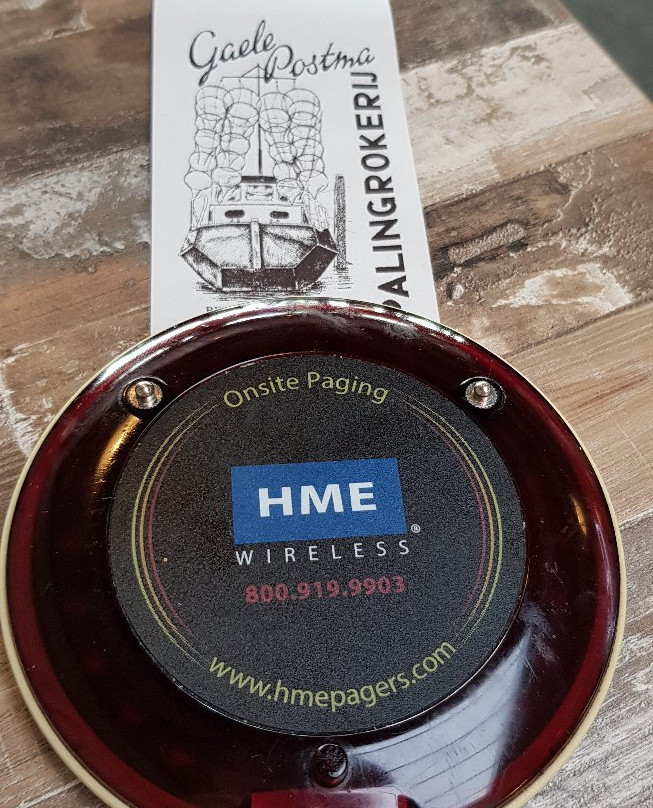 Gaele Postma
PALINGROKERIJ
Onsite Paging
HME®
WIRELESS
800.919.9903
www.hmepagers.com